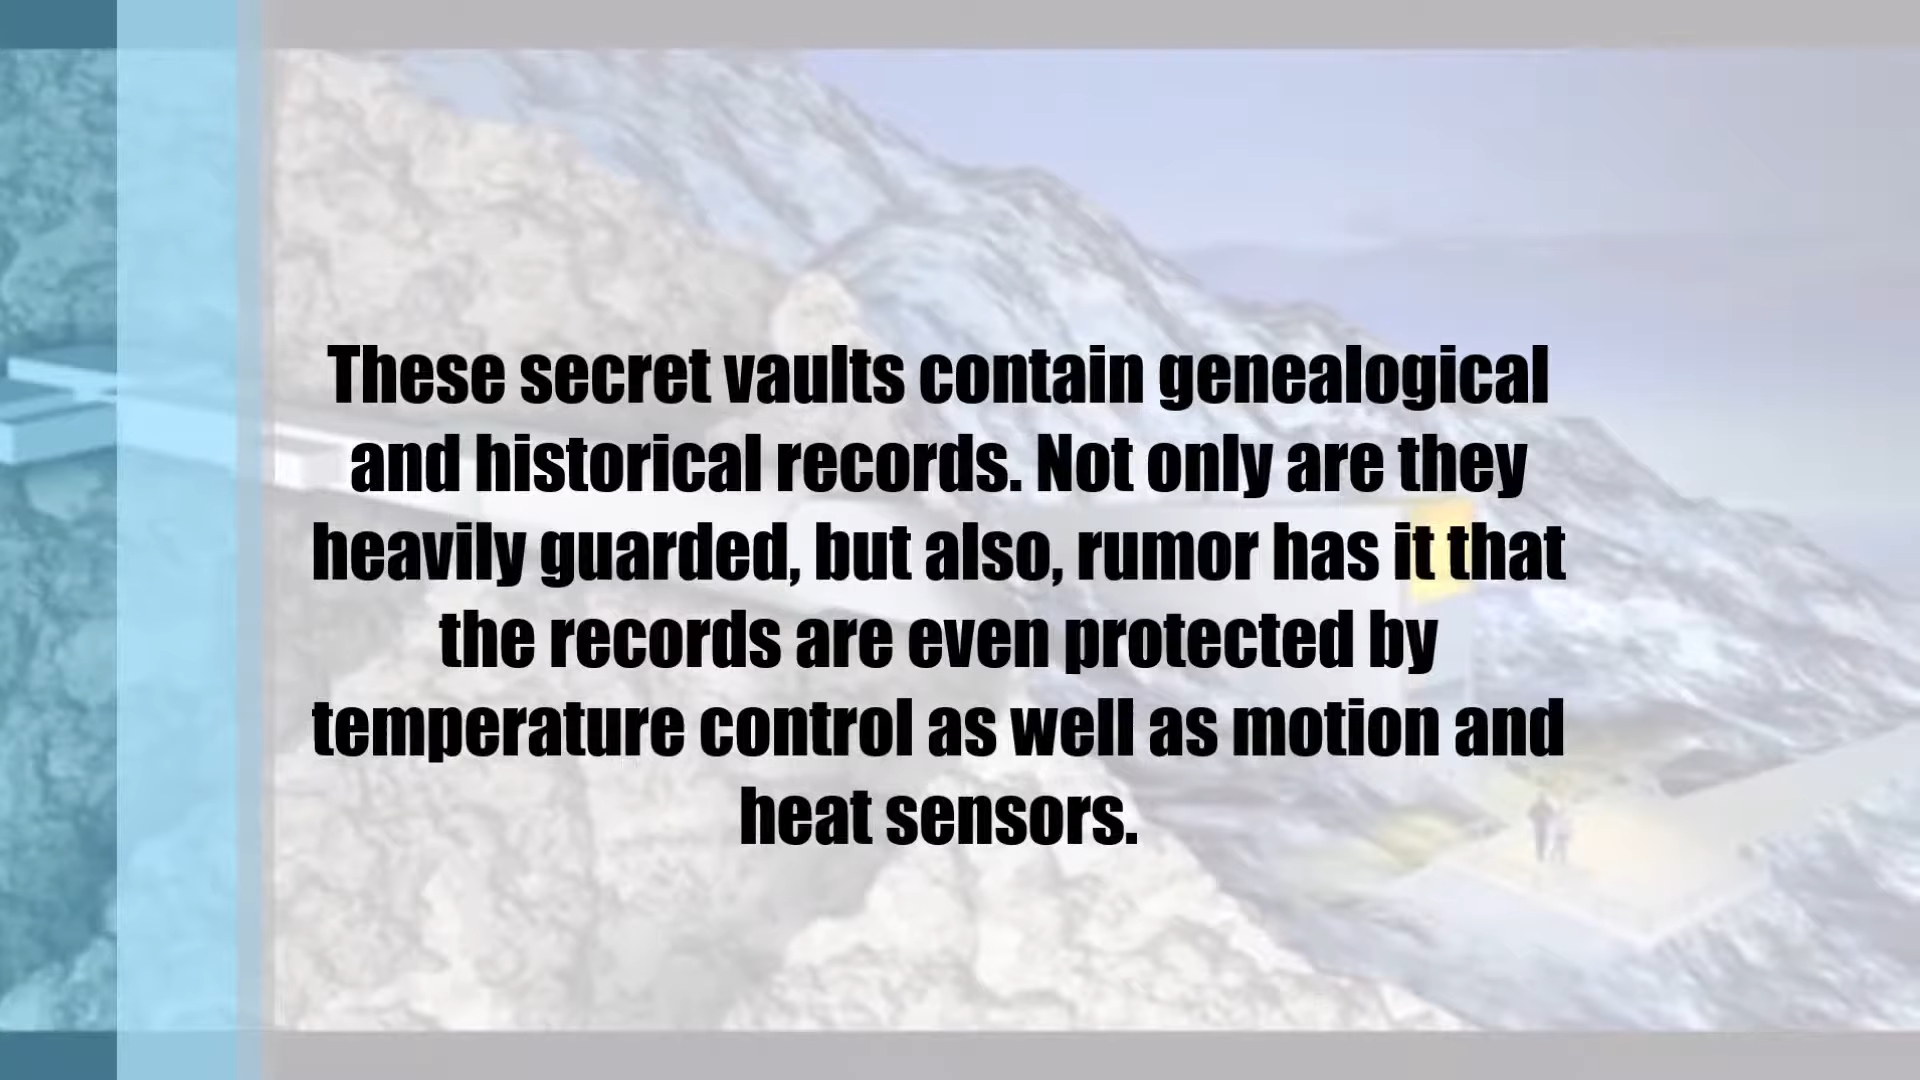 These secret vaults contain genealogical
and historical records. Not only are they
heavily guarded, but also, rumor has it that
the records are even protected by
temperature control as well as motion and
heat sensors.